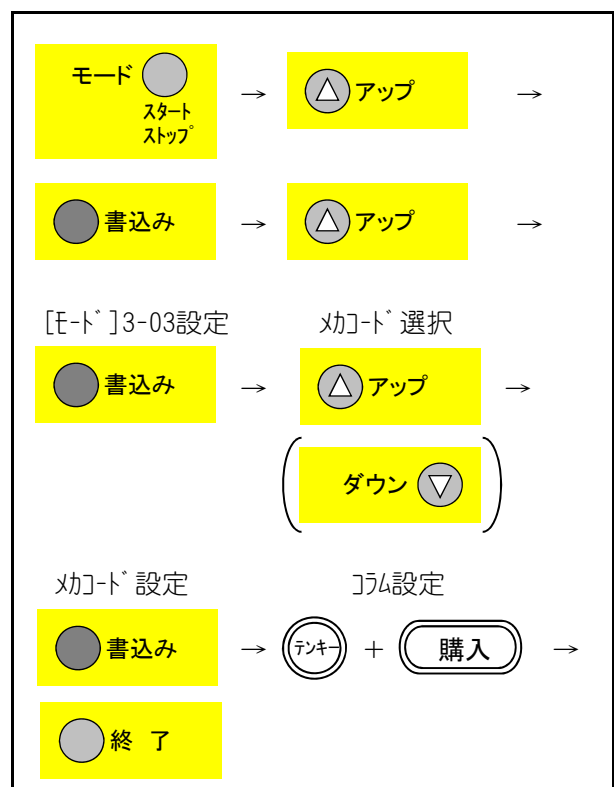 モード
スタート
ストップ
→
アップ
→
書込み
→
アップ
→
[ﾓｰﾄﾞ]3-03設定
ﾒｶｺｰﾄﾞ選択
書込み
→
アップ
→
ダウン
ﾒｶｺｰﾄﾞ設定
ｺﾗﾑ設定
書込み
→
ﾃﾝｷｰ
+
購入
→
終 了